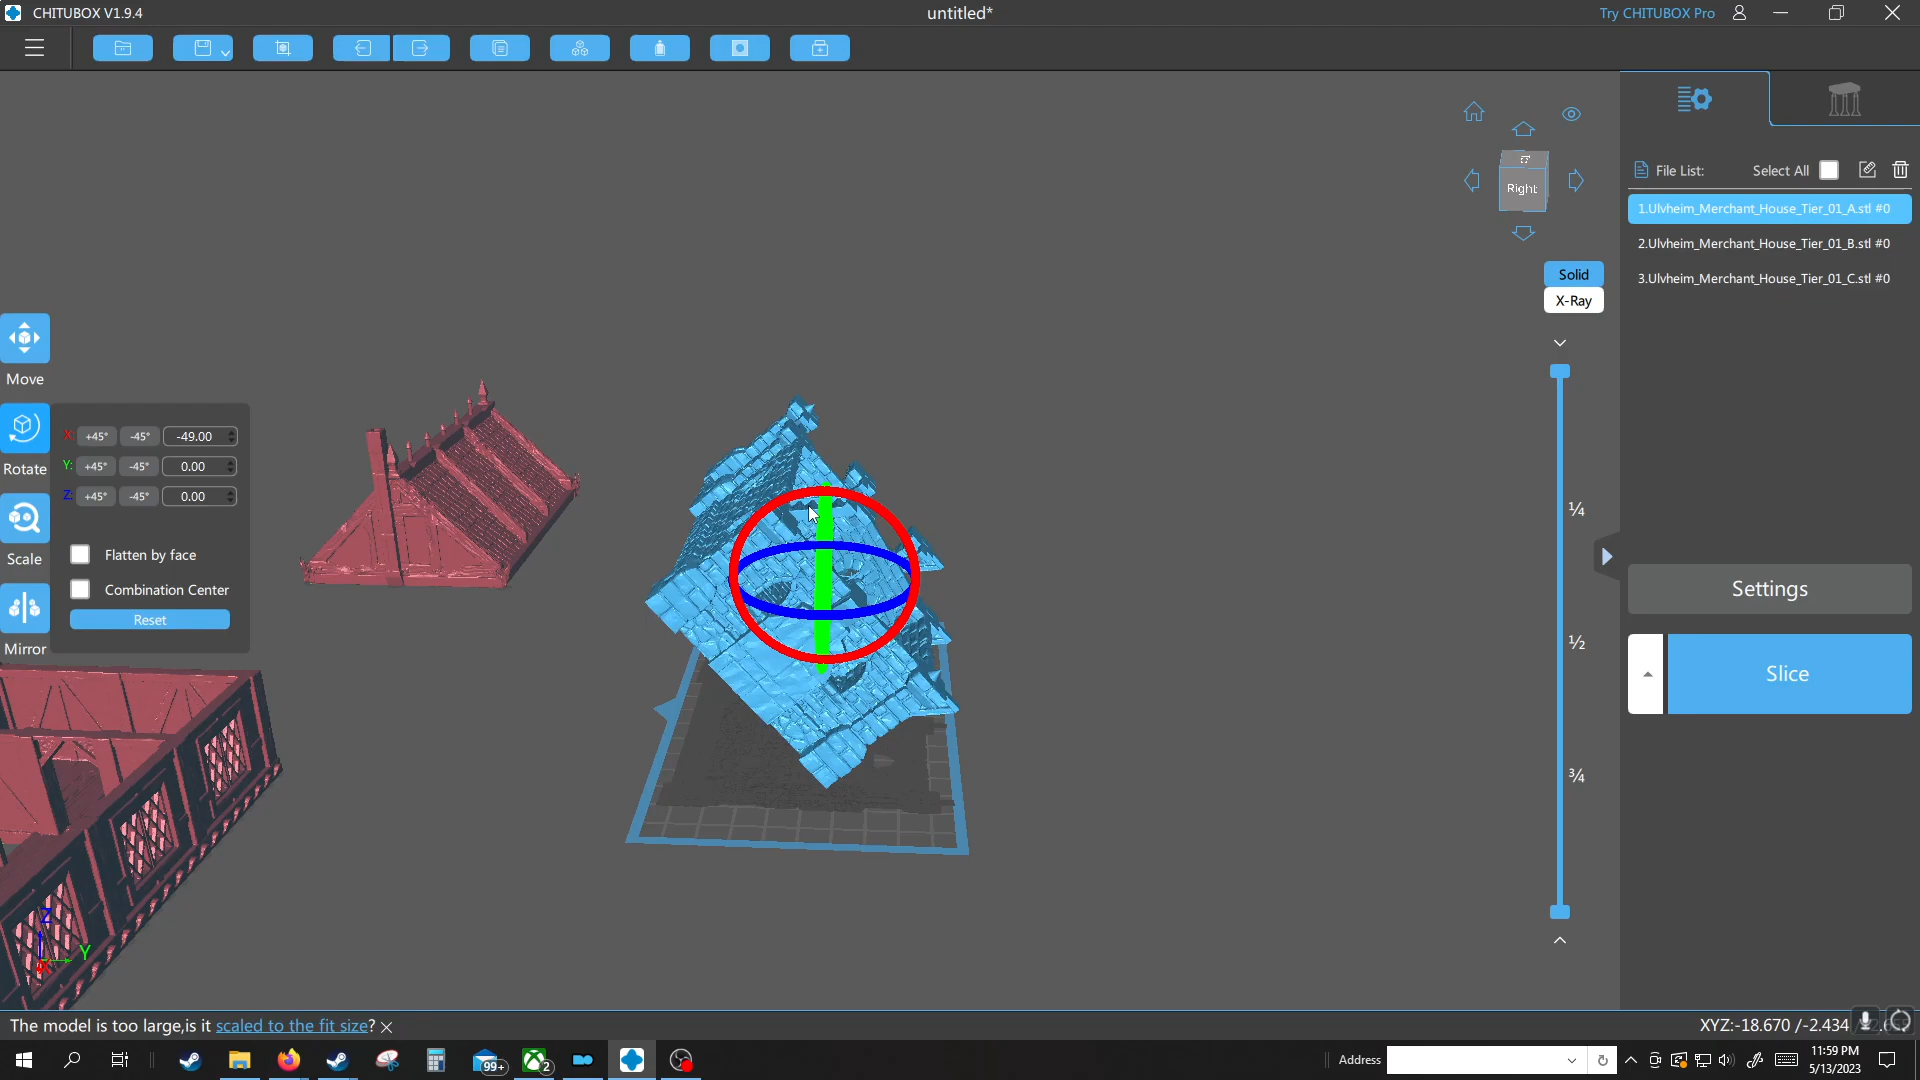 CHITUBOX V1.9.4
untitled*
Try CHITUBOX Pro
Right
File List:
Select All
1.Ulvheim_Merchant_House_Tier_01_A.stl #0
2.Ulvheim_Merchant_House_Tier_01_B.stl #0
3.Ulvheim_Merchant_House_Tier_01_C.stl #0
Solid
X-Ray
Move
X: +45° -45° -49.00
Rotate
Y: +45° -45° 0.00
Z: +45° -45° 0.00
Scale
Flatten by face
Combination Center
Reset
Mirror
¼
½
¾
Settings
Slice
Z
Y
X
The model is too large,is it scaled to the fit size?
XYZ:-18.670 /-2.434
99+
2
Address
11:59 PM
5/13/2023